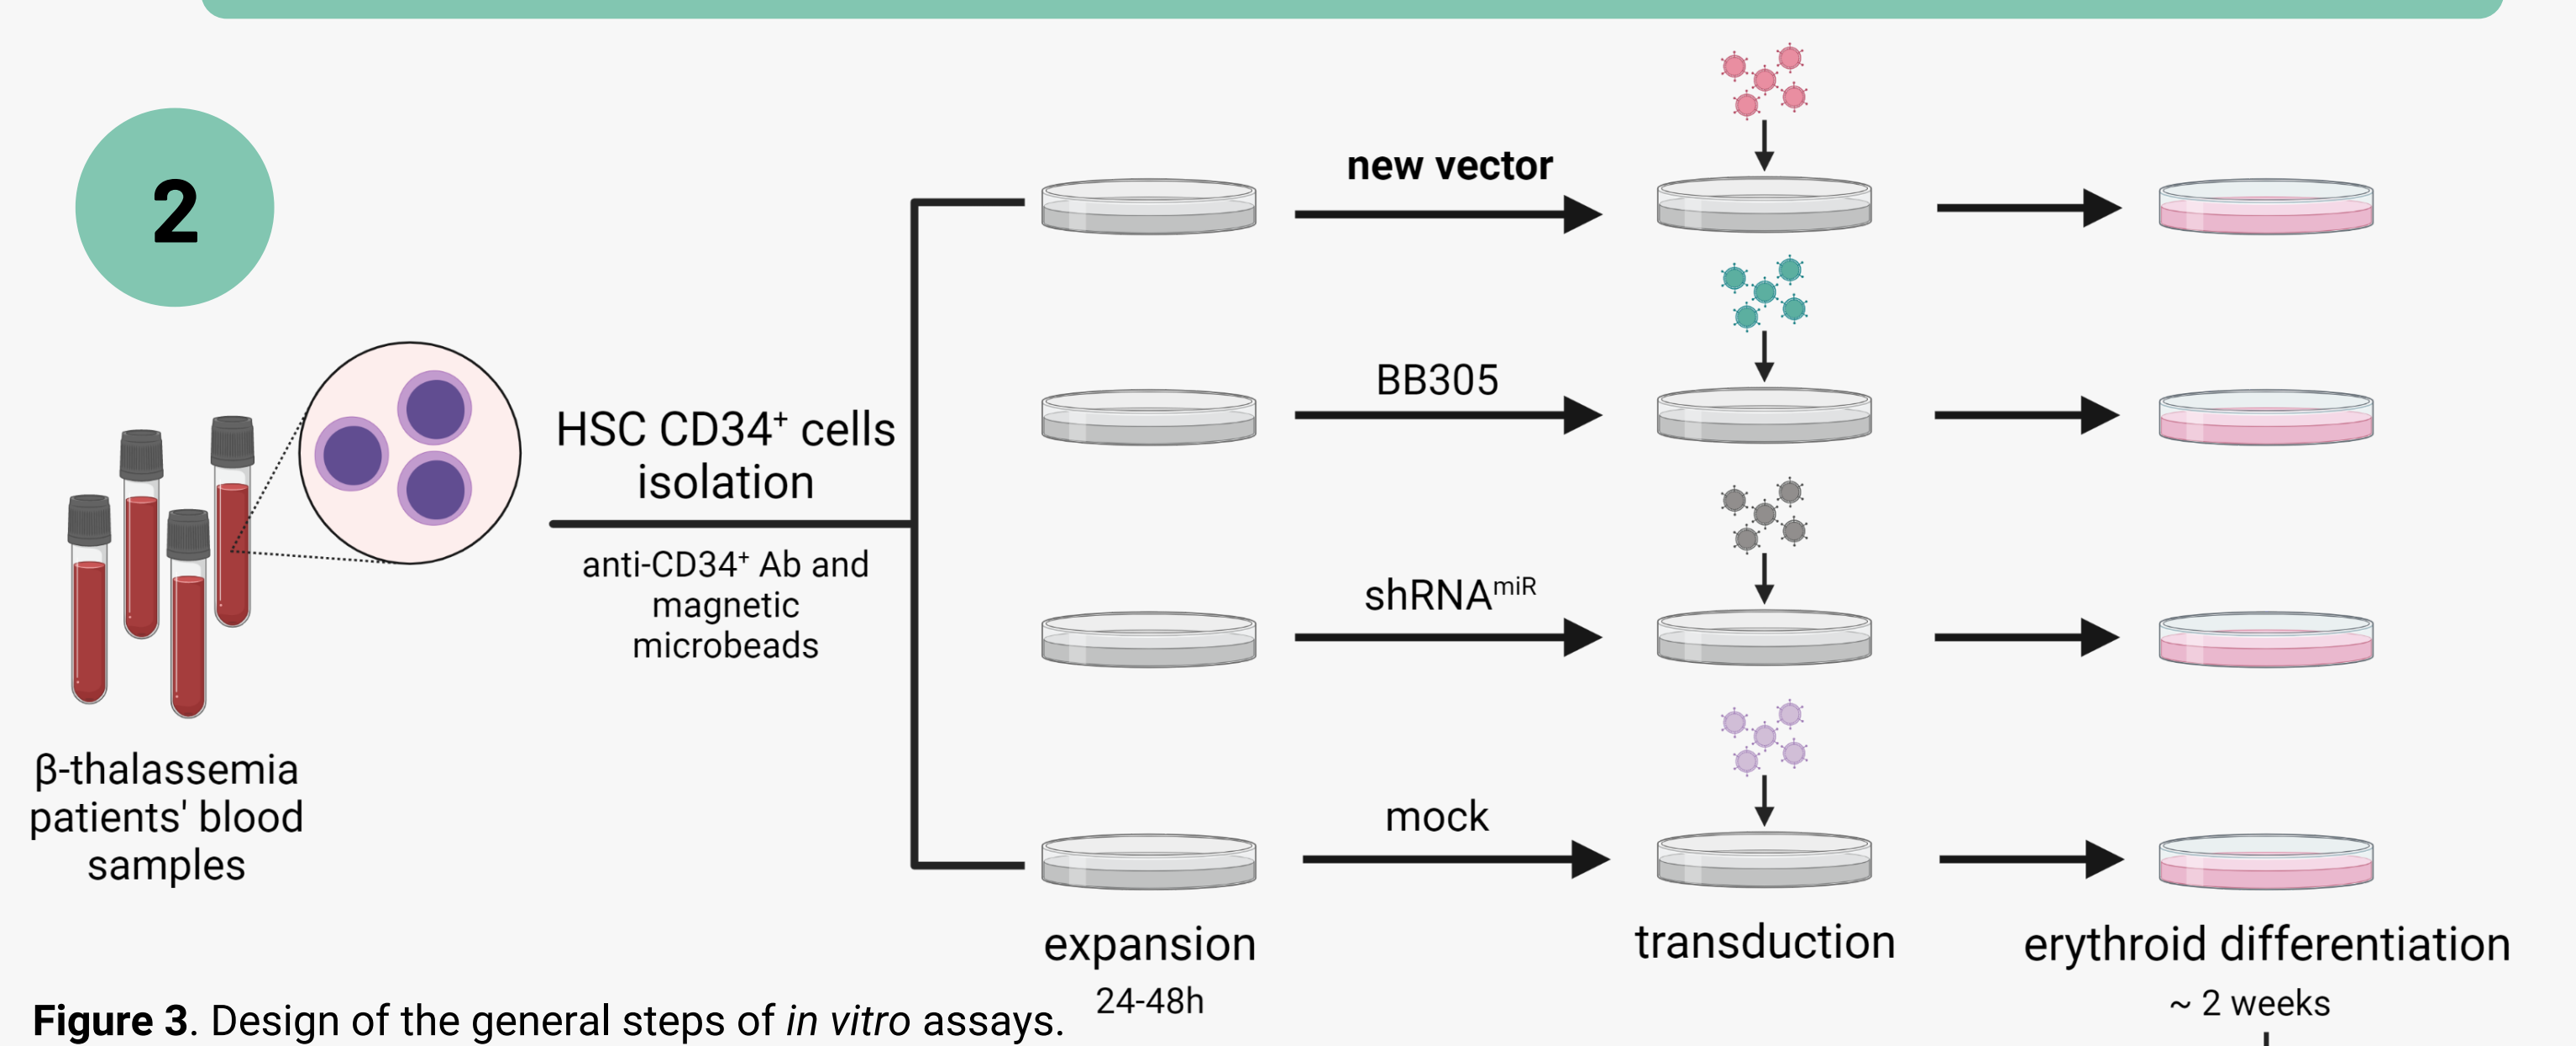 2
β-thalassemia
patients' blood
samples
HSC CD34⁺ cells
isolation
anti-CD34⁺ Ab and
magnetic
microbeads
new vector
BB305
shRNAᵐⁱᴿ
mock
expansion
24-48h
transduction
erythroid differentiation
~ 2 weeks
Figure 3. Design of the general steps of in vitro assays.